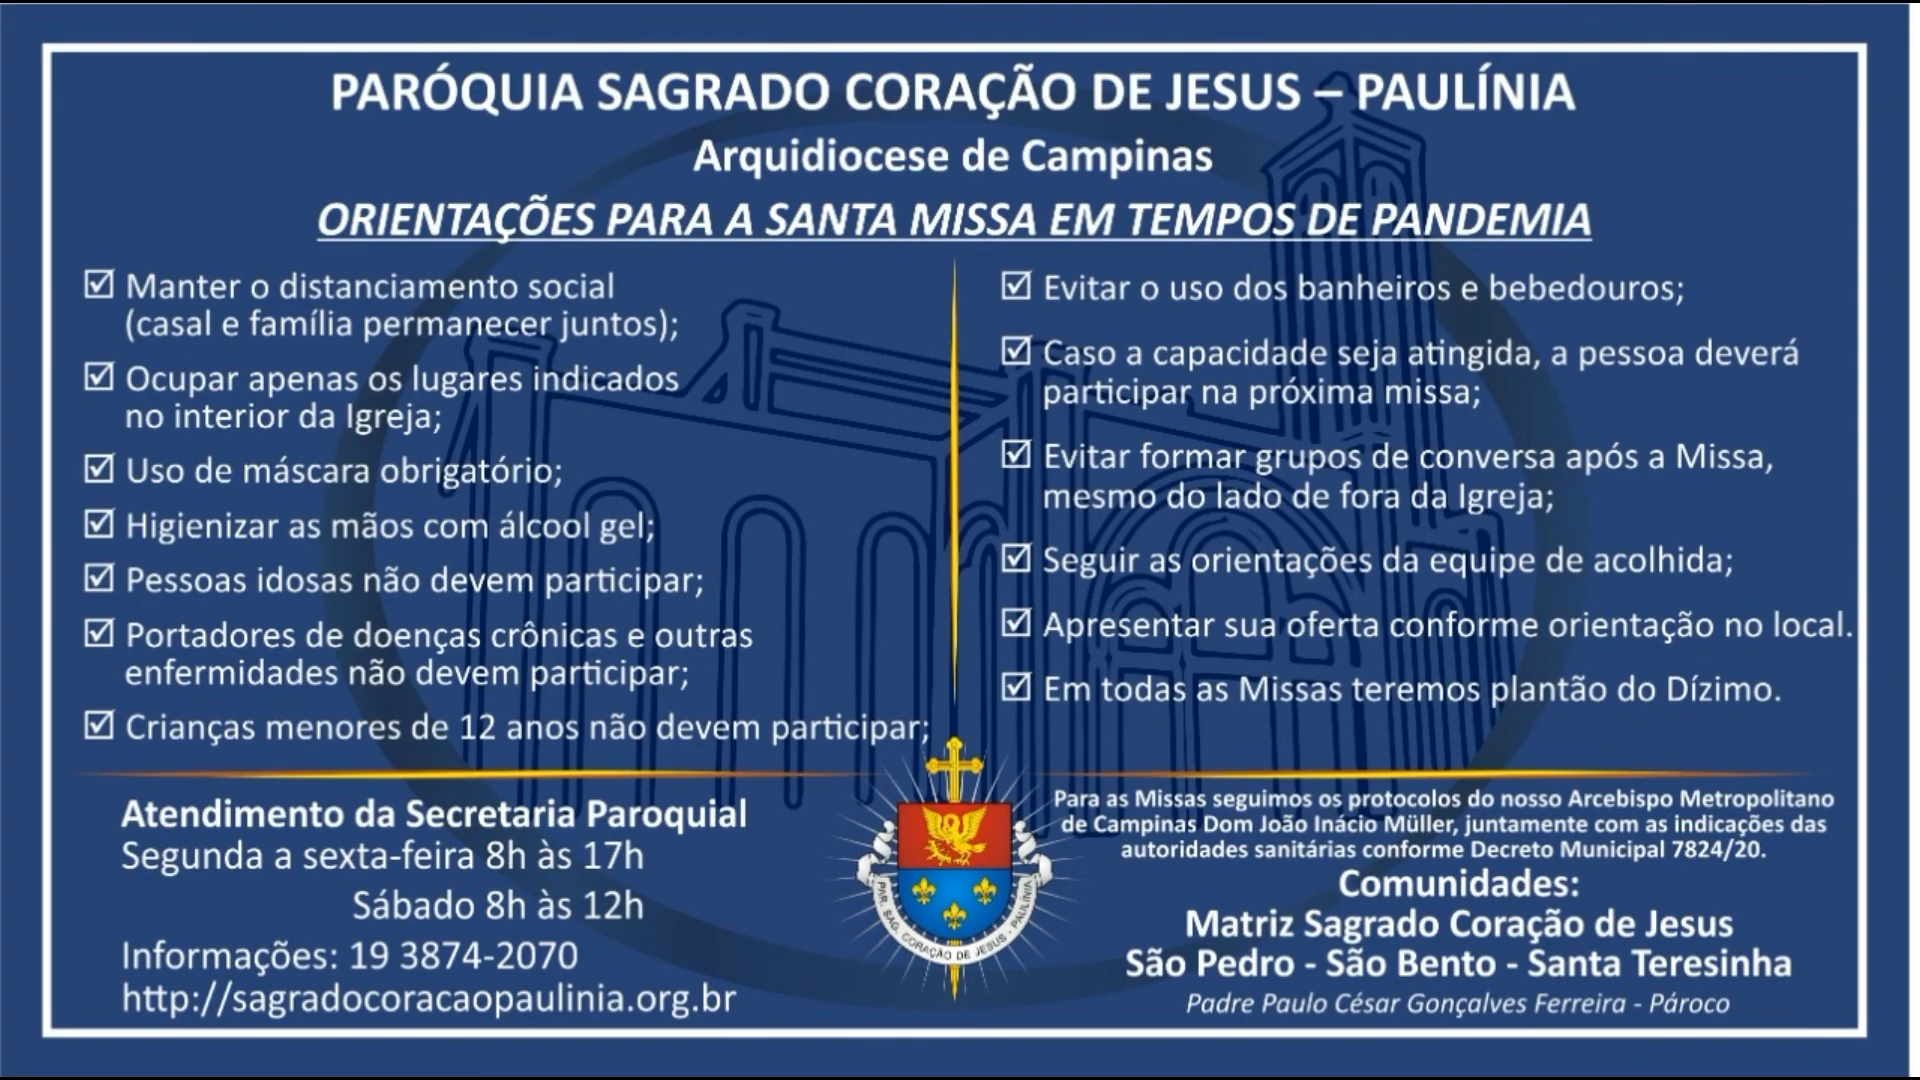 PARÓQUIA SAGRADO CORAÇÃO DE JESUS – PAULÍNIA
Arquidiocese de Campinas
ORIENTAÇÕES PARA A SANTA MISSA EM TEMPOS DE PANDEMIA
☑ Manter o distanciamento social
(casal e família permanecer juntos);
☑ Ocupar apenas os lugares indicados
no interior da Igreja;
☑ Uso de máscara obrigatório;
☑ Higienizar as mãos com álcool gel;
☑ Pessoas idosas não devem participar;
☑ Portadores de doenças crônicas e outras
enfermidades não devem participar;
☑ Crianças menores de 12 anos não devem participar;
☑ Evitar o uso dos banheiros e bebedouros;
☑ Caso a capacidade seja atingida, a pessoa deverá
participar na próxima missa;
☑ Evitar formar grupos de conversa após a Missa,
mesmo do lado de fora da Igreja;
☑ Seguir as orientações da equipe de acolhida;
☑ Apresentar sua oferta conforme orientação no local.
☑ Em todas as Missas teremos plantão do Dízimo.
Atendimento da Secretaria Paroquial
Segunda a sexta-feira 8h às 17h
Sábado 8h às 12h
Informações: 19 3874-2070
http://sagradocoracaopaulinia.org.br
PAR. SAG. CORAÇÃO DE JESUS - PAULÍNIA
Para as Missas seguimos os protocolos do nosso Arcebispo Metropolitano
de Campinas Dom João Inácio Müller, juntamente com as indicações das
autoridades sanitárias conforme Decreto Municipal 7824/20.
Comunidades:
Matriz Sagrado Coração de Jesus
São Pedro - São Bento - Santa Teresinha
Padre Paulo César Gonçalves Ferreira - Pároco